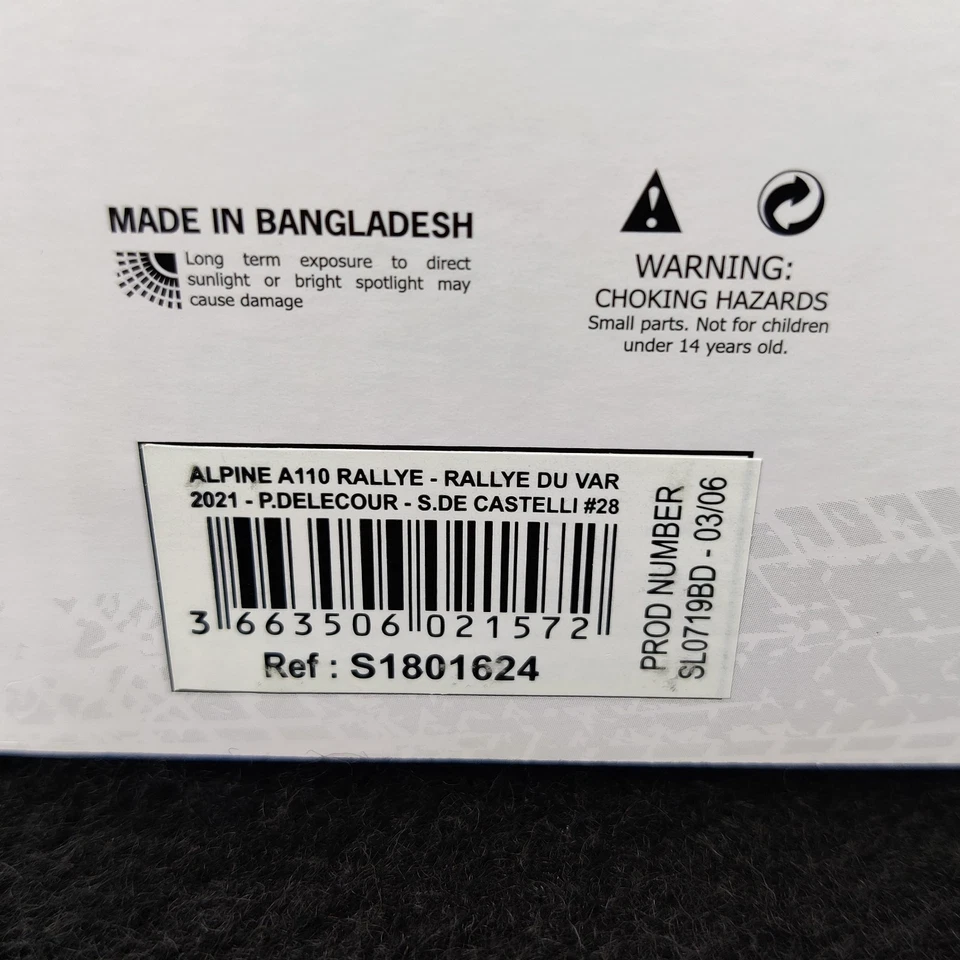 MADE IN BANGLADESH
Long term exposure to direct
sunlight or bright spotlight may
cause damage
WARNING:
CHOKING HAZARDS
Small parts. Not for children
under 14 years old.
ALPINE A110 RALLYE - RALLYE DU VAR
2021 - P.DELECOUR - S.DE CASTELLI #28
3 663506 021572
Ref : S1801624
PROD NUMBER
SL0719BD - 03/06